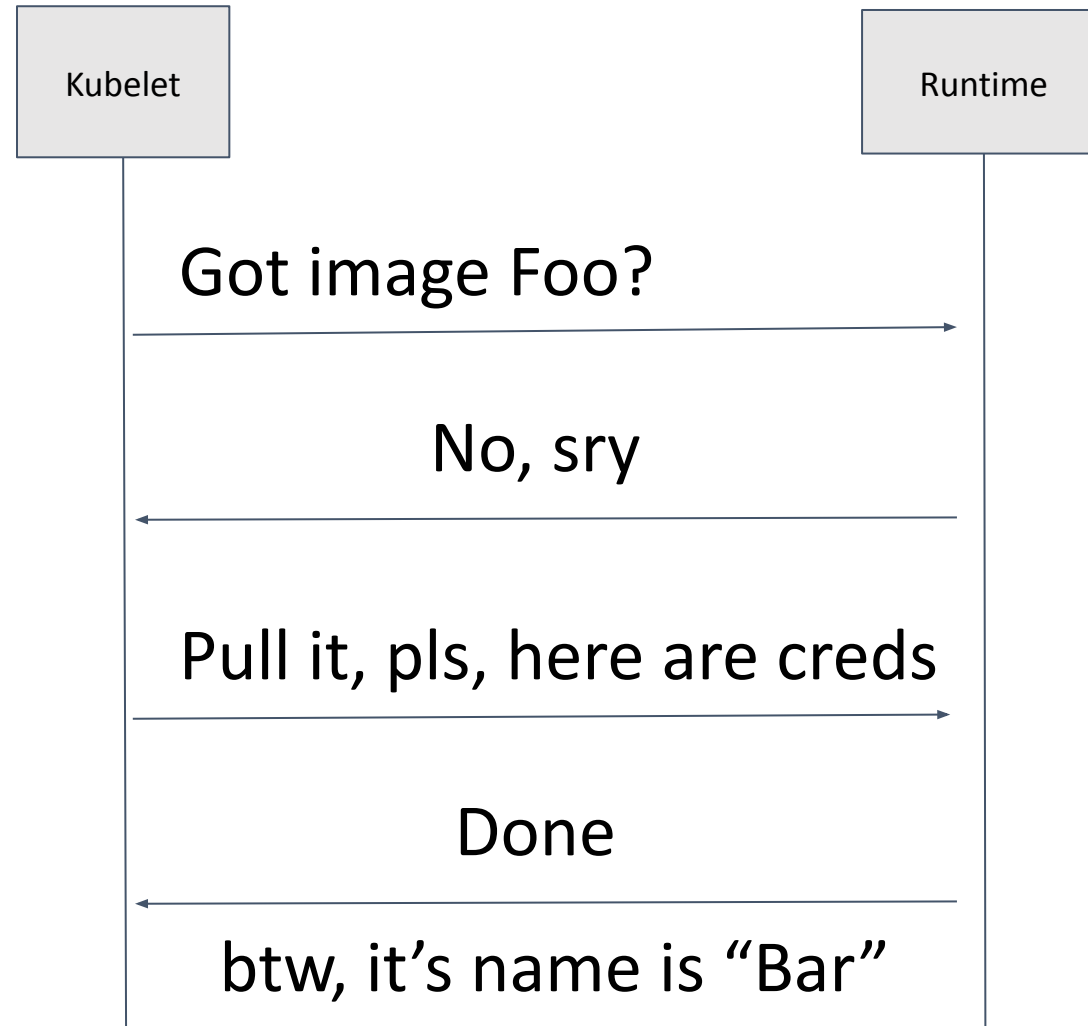 Kubelet
Runtime
Got image Foo?
No, sry
Pull it, pls, here are creds
Done
btw, it’s name is “Bar”